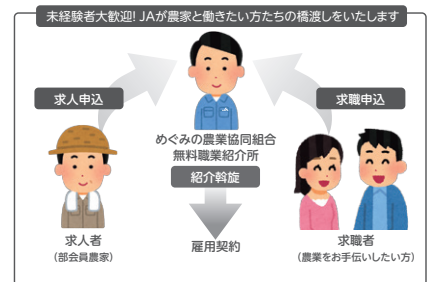 未経験者大歓迎! JAが農家と働きたい方たちの橋渡しをいたします
求人申込
求職申込
めぐみの農業協同組合
無料職業紹介所
紹介斡旋
求人者
（部会員農家）
雇用契約
求職者
（農業をお手伝いしたい方）